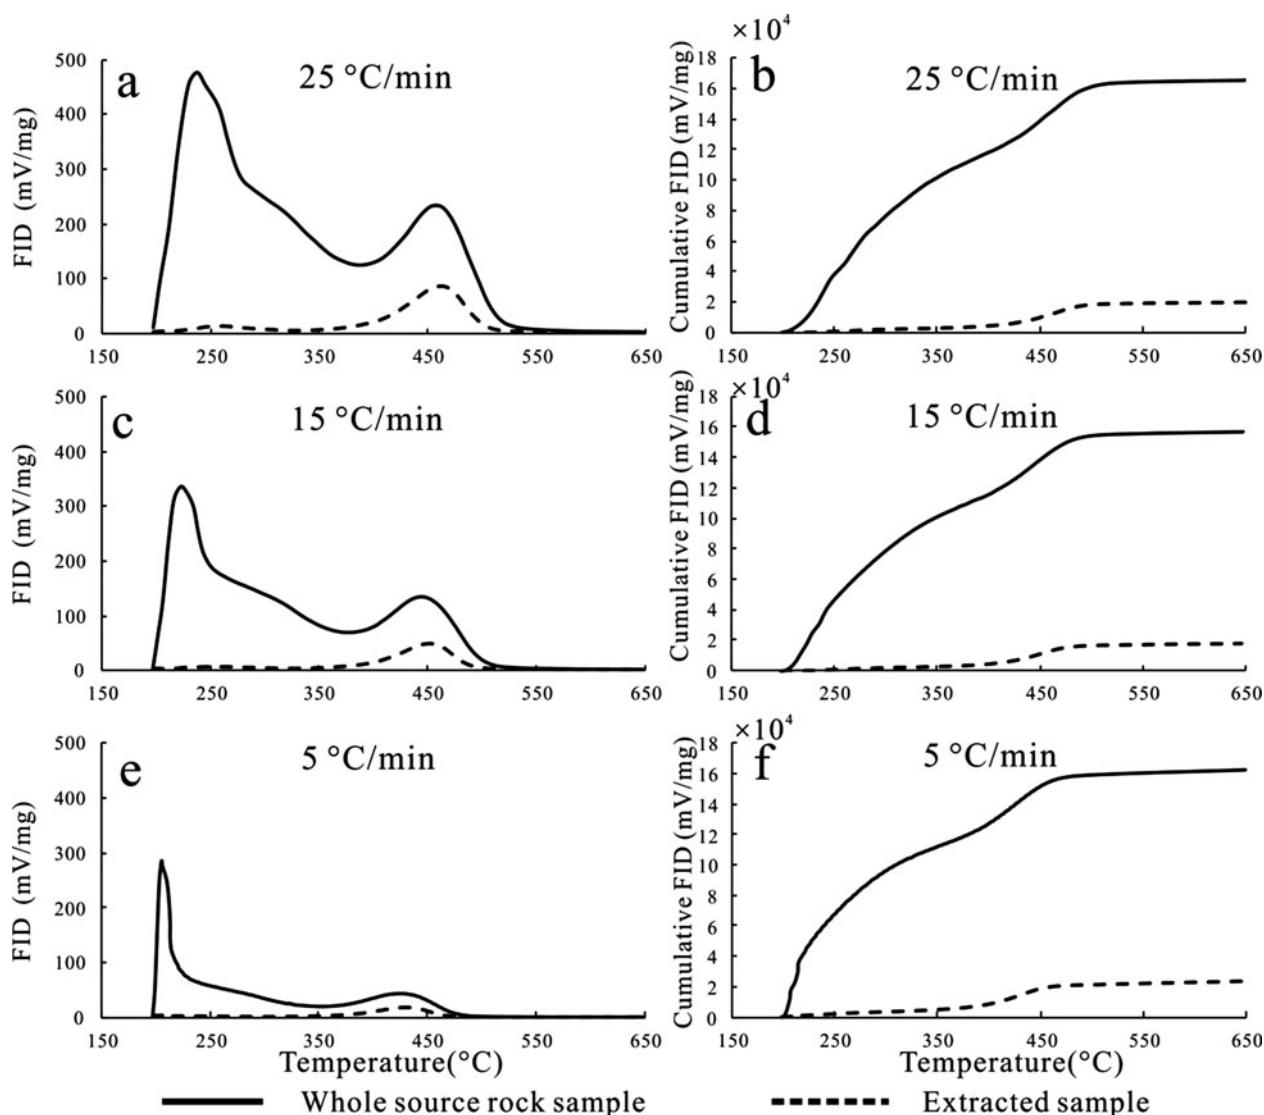 ×10⁴
a
25 °C/min
FID (mV/mg)
500
400
300
200
100
0
150 250 350 450 550 650
b
25 °C/min
Cumulative FID (mV/mg)
18
16
14
12
10
8
6
4
2
0
150 250 350 450 550 650
c
15 °C/min
FID (mV/mg)
500
400
300
200
100
0
150 250 350 450 550 650
×10⁴
d
15 °C/min
Cumulative FID (mV/mg)
18
16
14
12
10
8
6
4
2
0
150 250 350 450 550 650
e
5 °C/min
FID (mV/mg)
500
400
300
200
100
0
150 250 350 450 550 650
Temperature(°C)
×10⁴
f
5 °C/min
Cumulative FID (mV/mg)
18
16
14
12
10
8
6
4
2
0
150 250 350 450 550 650
Temperature(°C)
Whole source rock sample
Extracted sample